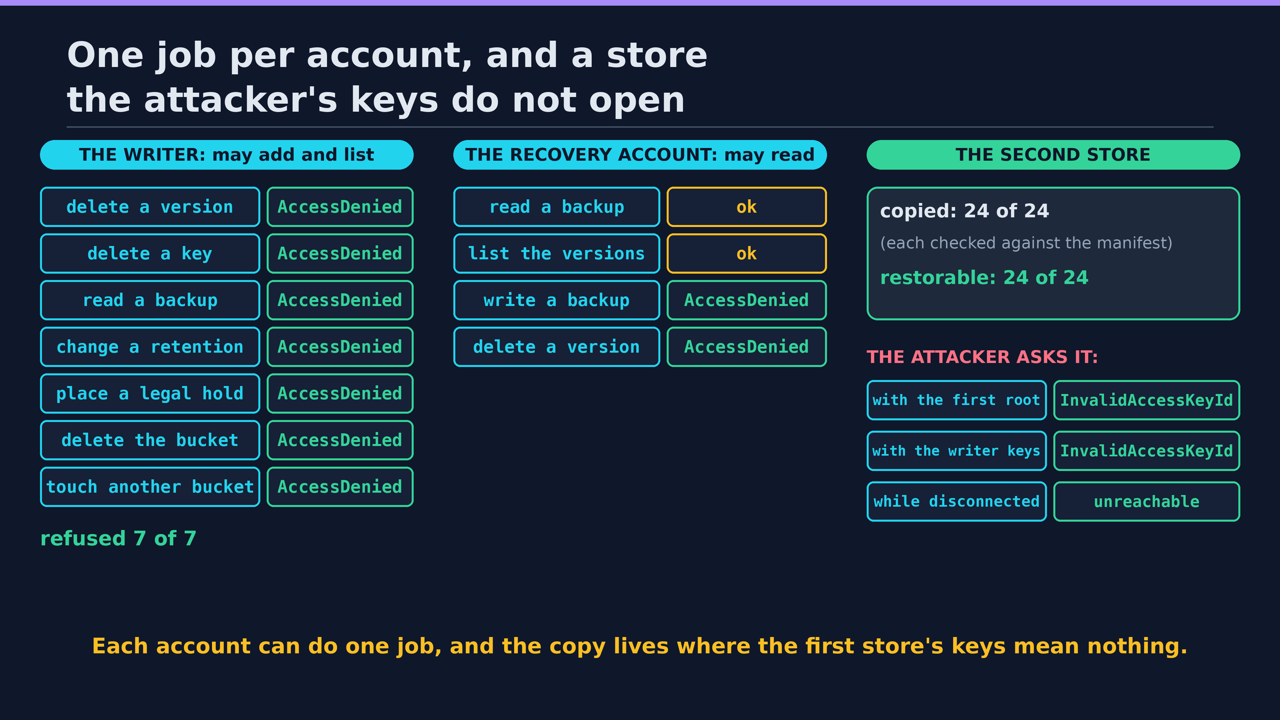 One job per account, and a store
the attacker's keys do not open
THE WRITER: may add and list
delete a version AccessDenied
delete a key AccessDenied
read a backup AccessDenied
change a retention AccessDenied
place a legal hold AccessDenied
delete the bucket AccessDenied
touch another bucket AccessDenied
refused 7 of 7
THE RECOVERY ACCOUNT: may read
read a backup ok
list the versions ok
write a backup AccessDenied
delete a version AccessDenied
THE SECOND STORE
copied: 24 of 24
(each checked against the manifest)
restorable: 24 of 24
THE ATTACKER ASKS IT:
with the first root InvalidAccessKeyId
with the writer keys InvalidAccessKeyId
while disconnected unreachable
Each account can do one job, and the copy lives where the first store's keys mean nothing.